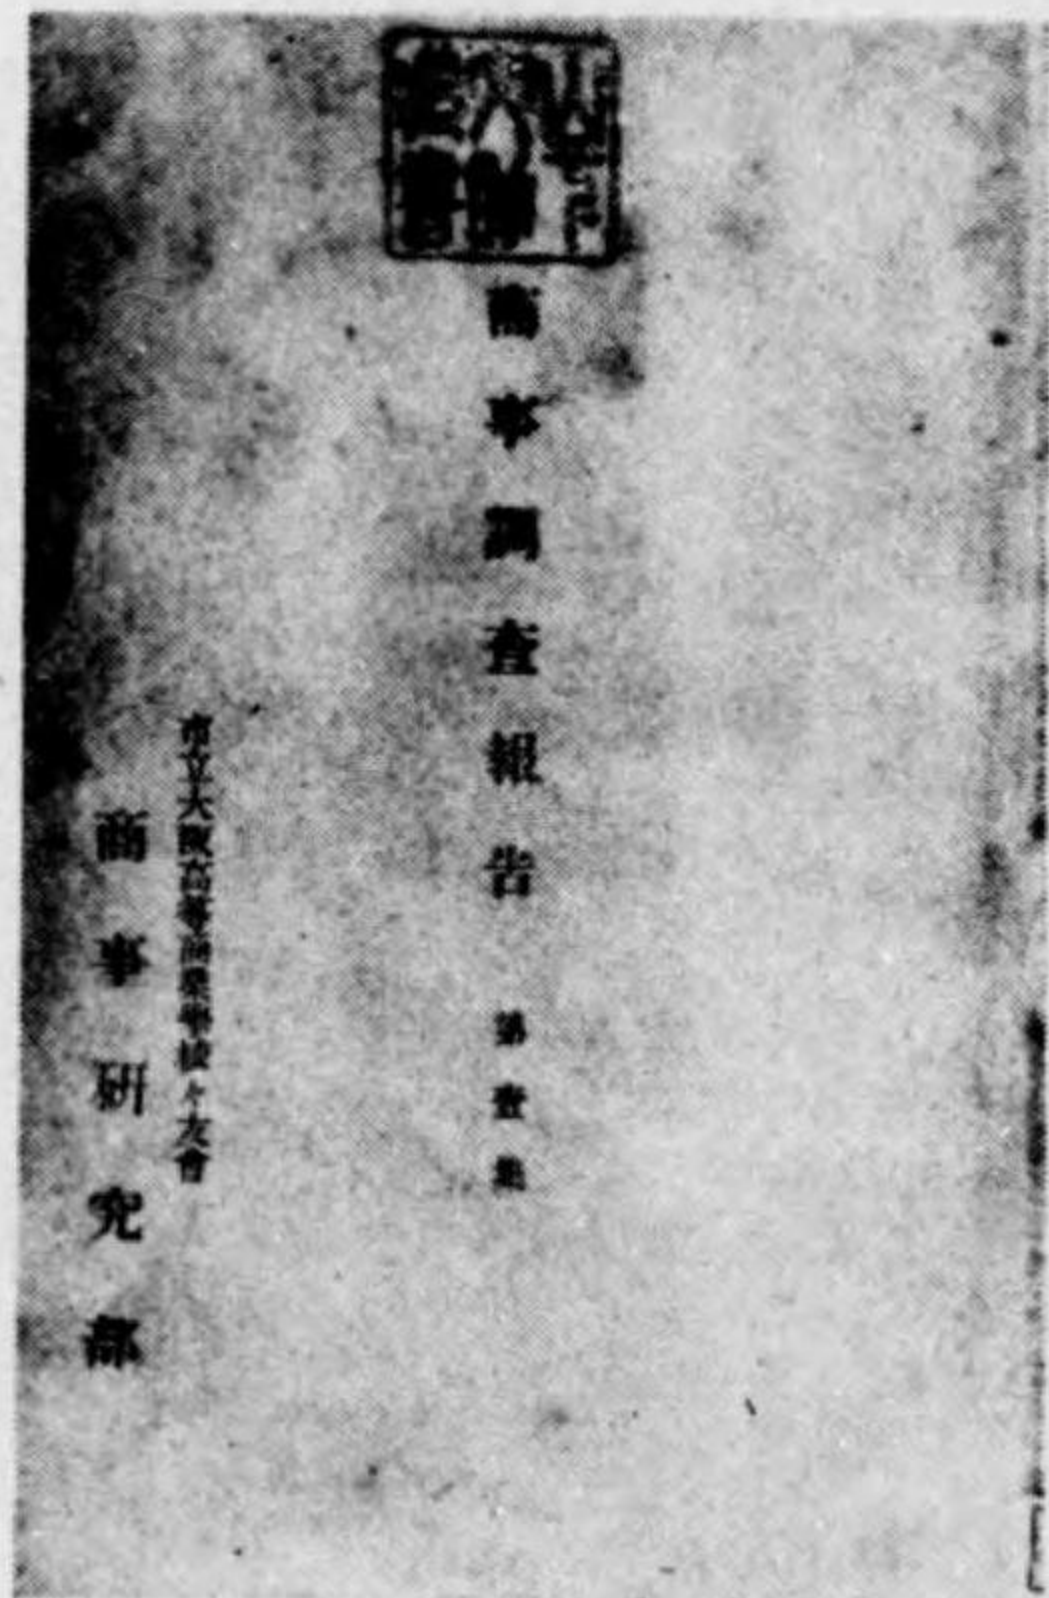 商事調査報告 第壹集
市立大阪高等商業學校々友會
商事研究部